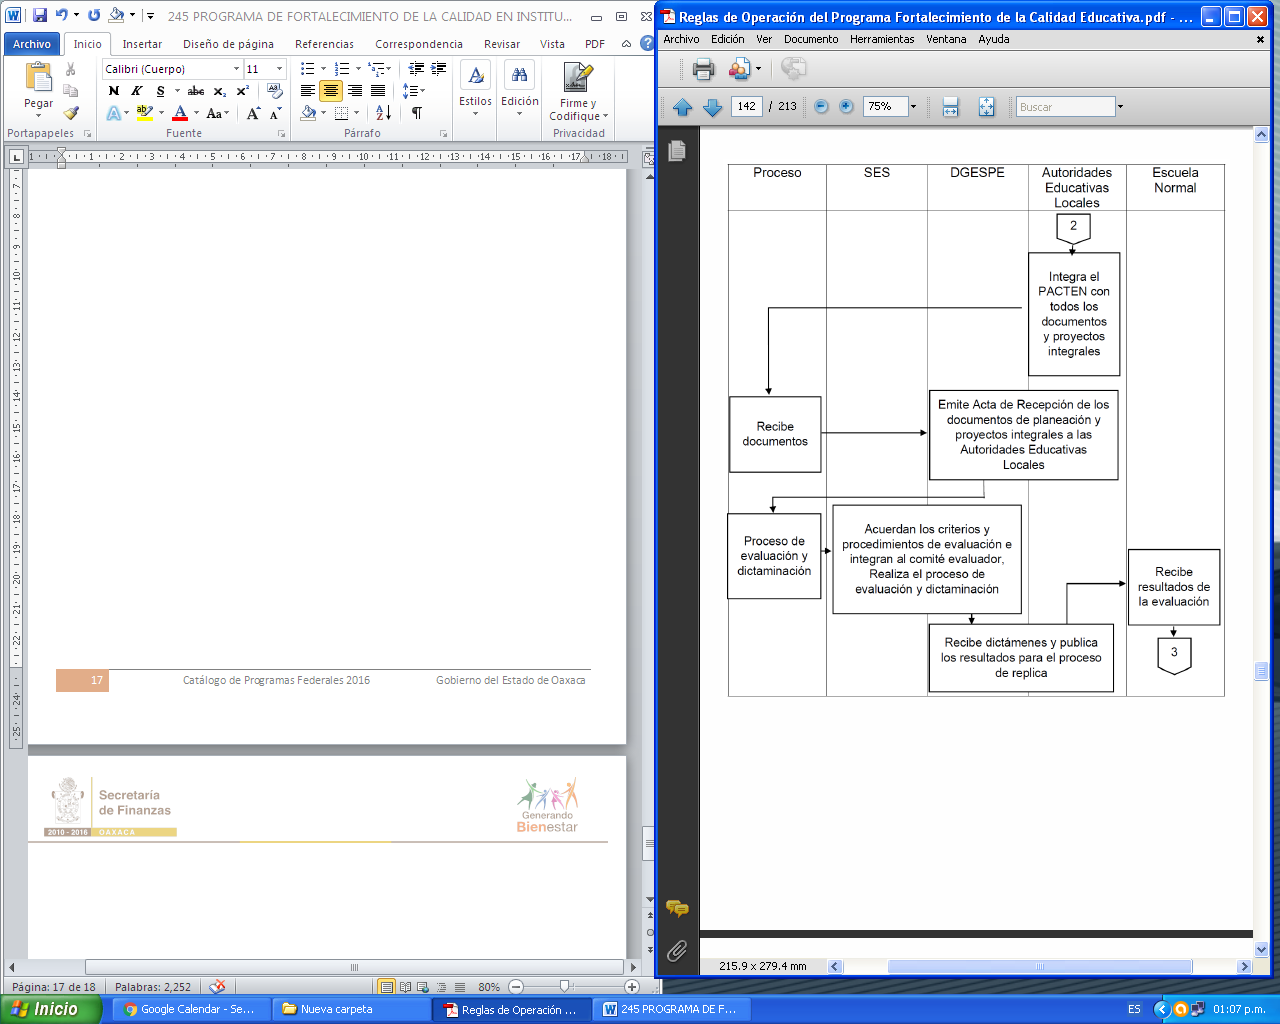 245 PROGRAMA DE FORTALECIMIENTO DE LA CALIDAD EN INSTITU...
Archivo Inicio Insertar Diseño de página Referencias Correspondencia Revisar Vista PDF
Calibri (Cuerpo) 11
Pegar
N K S abc x₂ x²
A ab A Aa A A
Estilos
Edición
Firme y
Codifique
Portapapeles Fuente Párrafo Privacidad
17 Catálogo de Programas Federales 2016 Gobierno del Estado de Oaxaca
Secretaría
de Finanzas
2010 - 2016 OAXACA
Generando
Bienestar
Página: 17 de 18 Palabras: 2,252 80%
Reglas de Operación del Programa Fortalecimiento de la Calidad Educativa.pdf - ...
Archivo Edición Ver Documento Herramientas Ventana Ayuda
142 / 213 75% Buscar
Proceso
SES
DGESPE
Autoridades
Educativas
Locales
Escuela
Normal
2
Integra el
PACTEN con
todos los
documentos
y proyectos
integrales
Recibe
documentos
Emite Acta de Recepción de los
documentos de planeación y
proyectos integrales a las
Autoridades Educativas
Locales
Proceso de
evaluación y
dictaminación
Acuerdan los criterios y
procedimientos de evaluación e
integran al comité evaluador,
Realiza el proceso de
evaluación y dictaminación
Recibe
resultados de
la evaluación
Recibe dictámenes y publica
los resultados para el proceso
de replica
3
215.9 x 279.4 mm
Inicio Google Calendar - Se... Nueva carpeta Reglas de Operación ... 245 PROGRAMA DE F... ES 01:07 p.m.